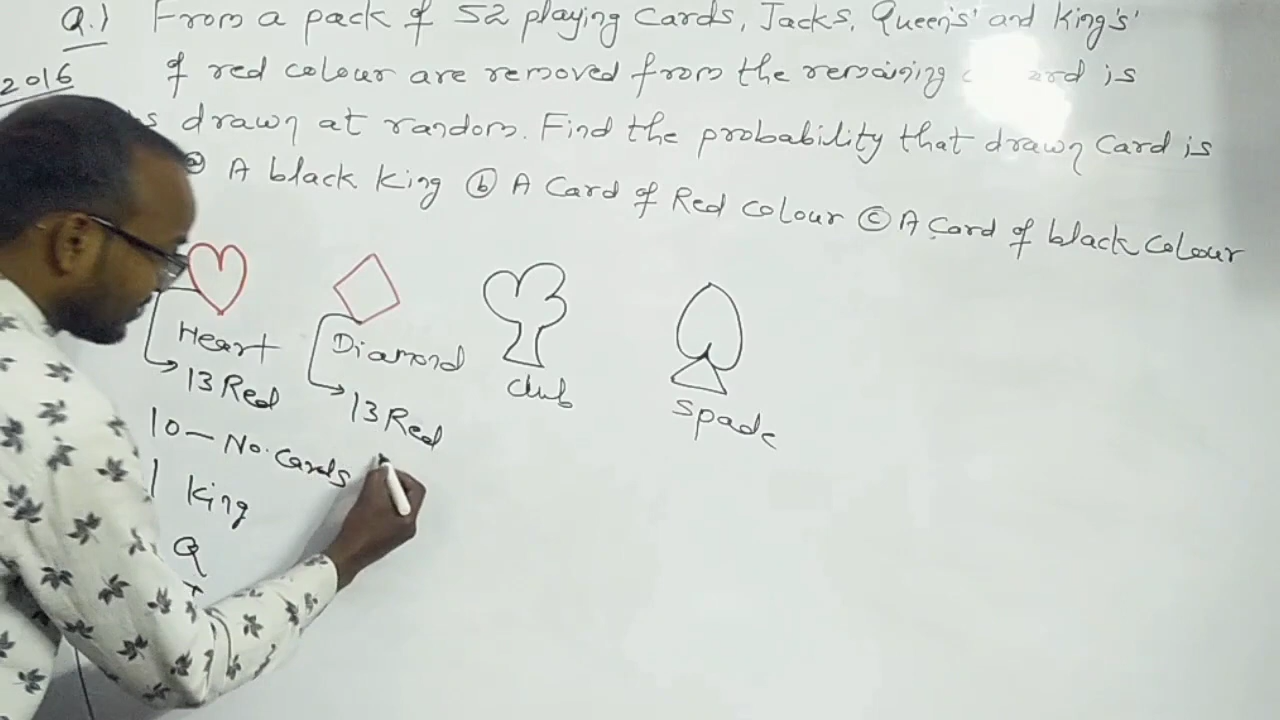 Q.1 From a pack of 52 playing cards, Jacks, Queen's' and King's'
2016 of red colour are removed from the remaining
is drawn at random. Find the probability that drawn card is
(a) A black King (b) A Card of Red colour (c) A Card of black colour
Heart Diamond club spade
13 Red 13 Red
10 - No. Cards
1 King
Q